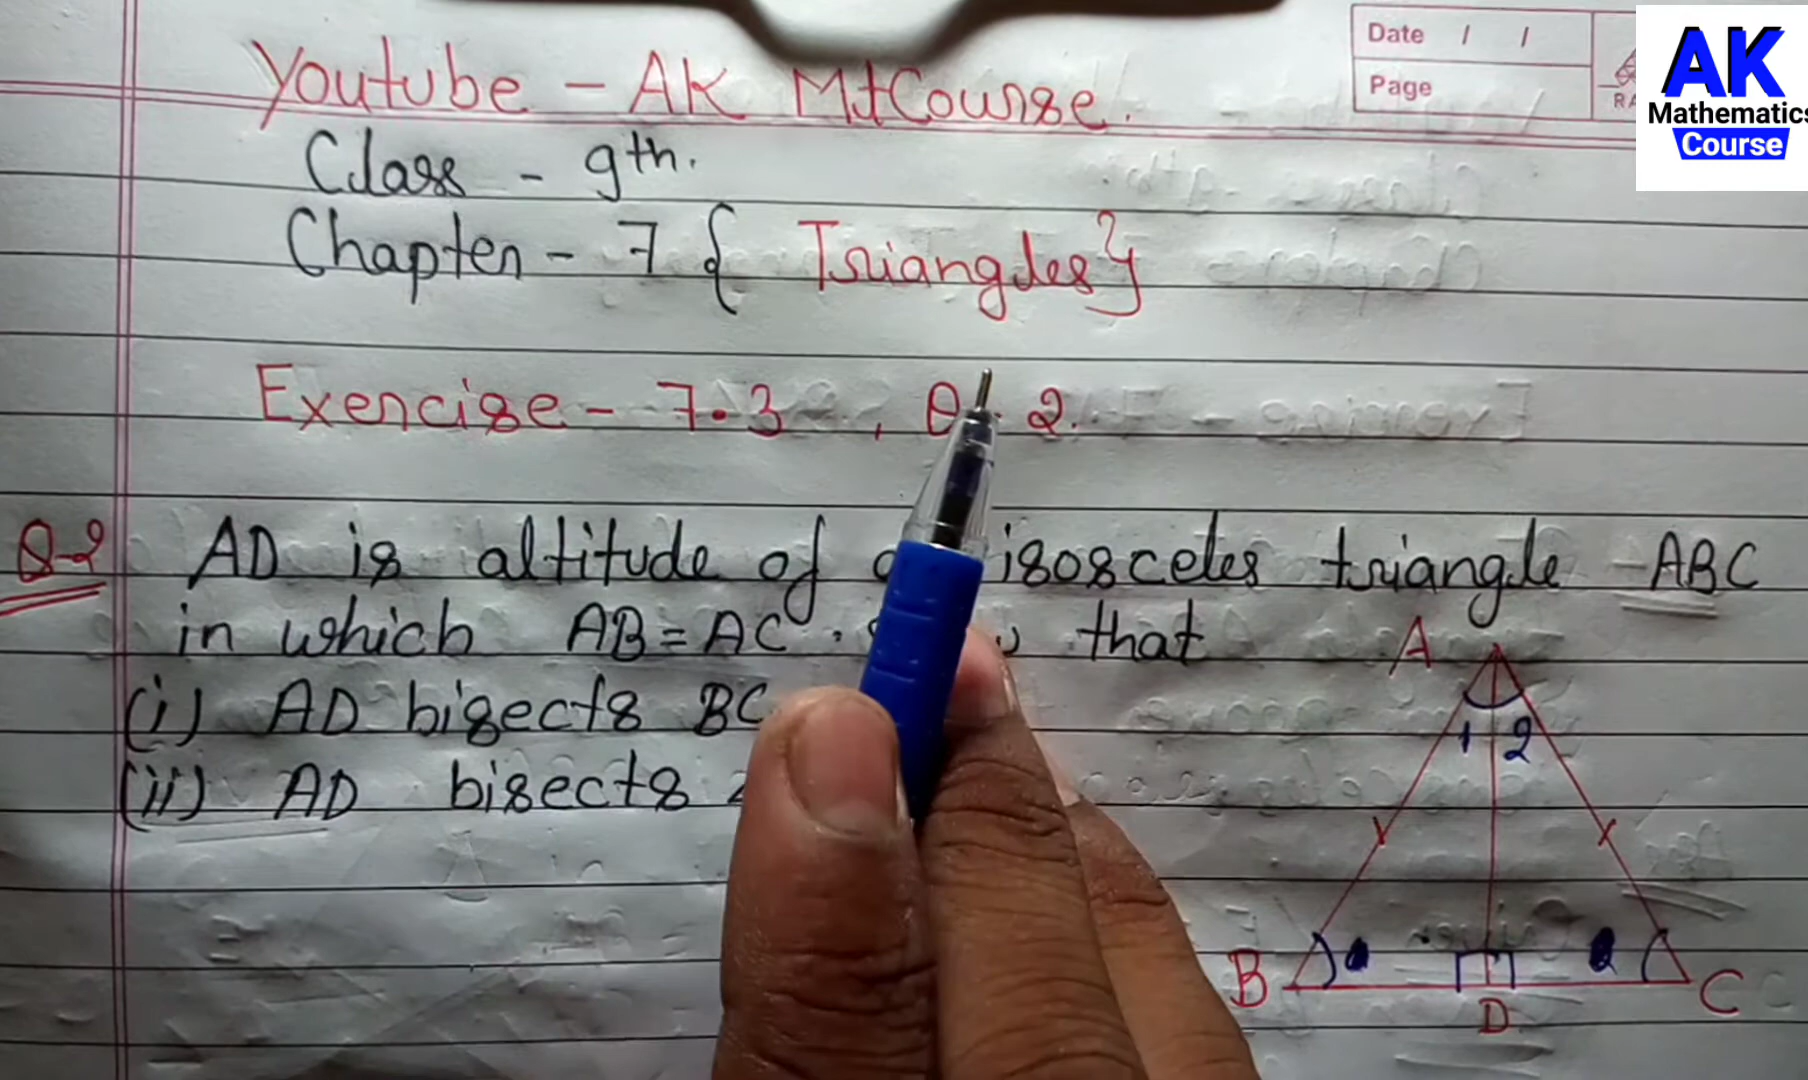 Youtube - AK MtCourse.
Date / /
Page
AK
Mathematics
Course
Class - 9th.
Chapter - 7 { Triangles}
Exercise - 7.3, Q. 2.
Q-2 AD is altitude of isosceles triangle ABC
in which AB = AC. that
(i) AD bisects BC
(ii) AD bisects
A
1 2
B D C